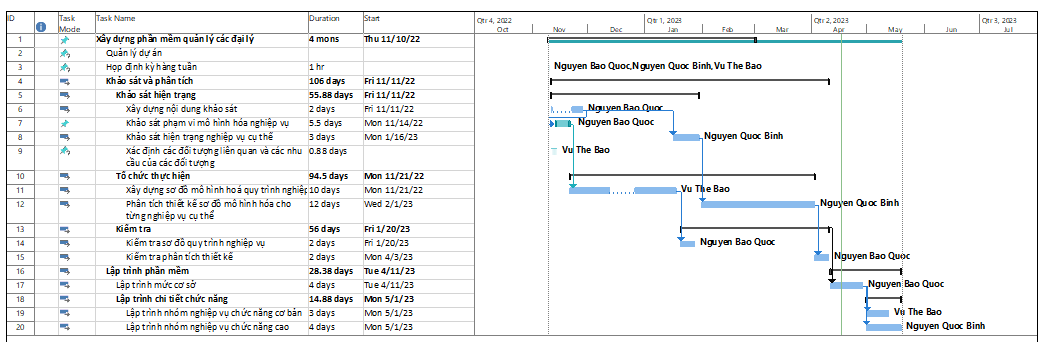 ID Task Mode Task Name Duration Start Qtr 4, 2022 Qtr 1, 2023 Qtr 2, 2023 Qtr 3, 2023
Oct Nov Dec Jan Feb Mar Apr May Jun Jul
1 Xây dựng phần mềm quản lý các đại lý 4 mons Thu 11/10/22
2 Quản lý dự án
3 Họp định kỳ hàng tuần 1 hr Nguyen Bao Quoc,Nguyen Quoc Binh,Vu The Bao
4 Khảo sát và phân tích 106 days Fri 11/11/22
5 Khảo sát hiện trạng 55.88 days Fri 11/11/22
6 Xây dựng nội dung khảo sát 2 days Fri 11/11/22 Nguyen Bao Quoc
7 Khảo sát phạm vi mô hình hóa nghiệp vụ 5.5 days Mon 11/14/22 Nguyen Bao Quoc
8 Khảo sát hiện trạng nghiệp vụ cụ thể 3 days Mon 1/16/23 Nguyen Quoc Binh
9 Xác định các đối tượng liên quan và các nhu 0.88 days Vu The Bao
cầu của các đối tượng
10 Tổ chức thực hiện 94.5 days Mon 11/21/22
11 Xây dựng sơ đồ mô hình hoá quy trình nghiệp 10 days Mon 11/21/22 Vu The Bao
12 Phân tích thiết kế sơ đồ mô hình hóa cho 12 days Wed 2/1/23 Nguyen Quoc Binh
từng nghiệp vụ cụ thể
13 Kiểm tra 56 days Fri 1/20/23
14 Kiểm tra sơ đồ quy trình nghiệp vụ 2 days Fri 1/20/23 Nguyen Bao Quoc
15 Kiểm tra phân tích thiết kế 2 days Mon 4/3/23 Nguyen Bao Quoc
16 Lập trình phần mềm 28.38 days Tue 4/11/23
17 Lập trình mức cơ sở 4 days Tue 4/11/23 Nguyen Bao Quoc
18 Lập trình chi tiết chức năng 14.88 days Mon 5/1/23
19 Lập trình nhóm nghiệp vụ chức năng cơ bản 3 days Mon 5/1/23 Vu The Bao
20 Lập trình nhóm nghiệp vụ chức năng cao 4 days Mon 5/1/23 Nguyen Quoc Binh